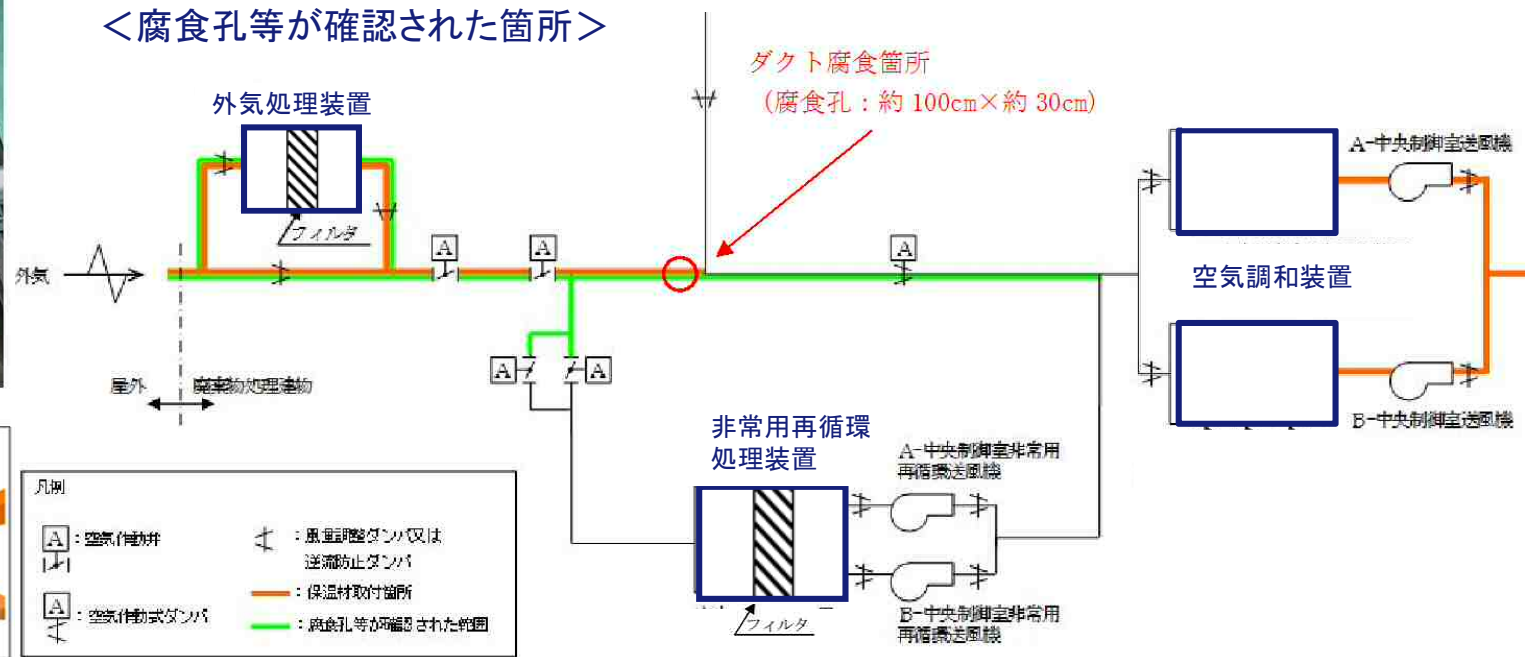 ＜腐食孔等が確認された箇所＞
ダクト腐食箇所
（腐食孔：約 100cm×約 30cm）
外気処理装置
フィルタ
A-中央制御室送風機
A
A
A
外気
空気調和装置
A
A
屋外
廃棄物処理建物
B-中央制御室送風機
非常用再循環
処理装置
A-中央制御室非常用
再循環送風機
フィルタ
B-中央制御室非常用
再循環送風機
凡例
A
：空気作動弁
：風量調整ダンパ又は
逆流防止ダンパ
：保温材取付箇所
A
：空気作動式ダンパ
：腐食孔等が確認された範囲